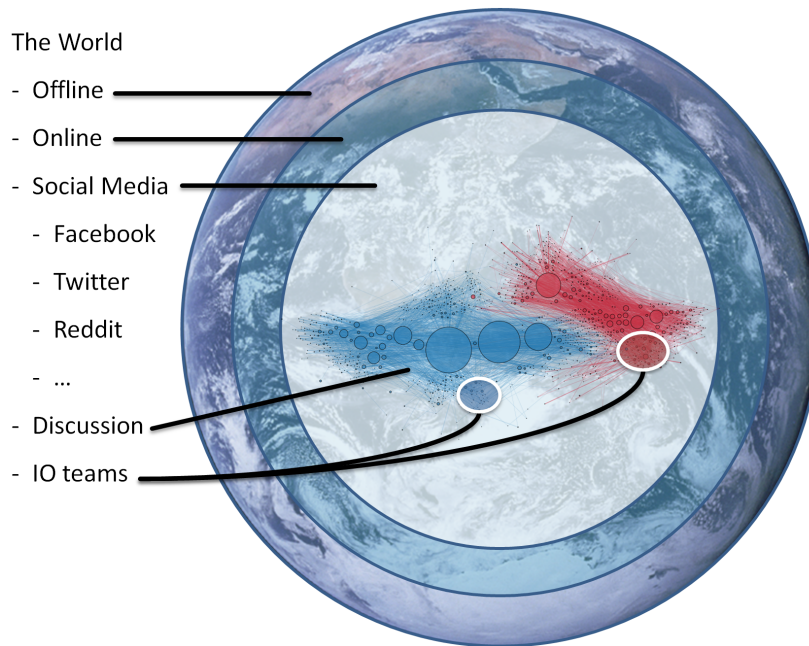 The World
- Offline
- Online
- Social Media
- Facebook
- Twitter
- Reddit
- ...
- Discussion
- IO teams